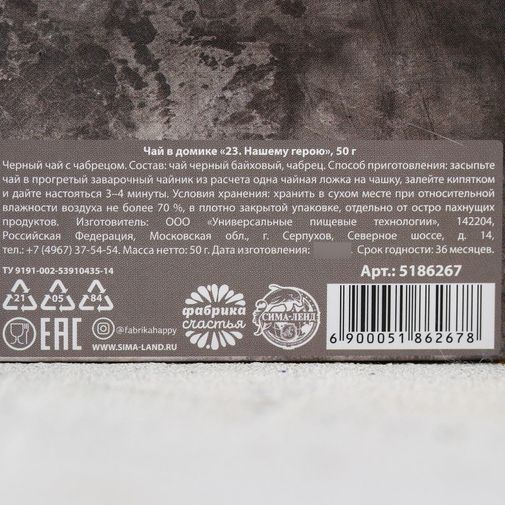 Чай в домике «23. Нашему герою», 50 г
Черный чай с чабрецом. Состав: чай черный байховый, чабрец. Способ приготовления: засыпьте
чай в прогретый заварочный чайник из расчета одна чайная ложка на чашку, залейте кипятком
и дайте настояться 3–4 минуты. Условия хранения: хранить в сухом месте при относительной
влажности воздуха не более 70 %, в плотно закрытой упаковке, отдельно от остро пахнущих
продуктов. Изготовитель: ООО «Универсальные пищевые технологии», 142204,
Российская Федерация, Московская обл., г. Серпухов, Северное шоссе, д. 14,
тел.: +7 (4967) 37-54-54. Масса нетто: 50 г. Дата изготовления: Срок годности: 36 месяцев.
ТУ 9191-002-53910435-14
Арт.: 5186267
21 05 84
EAC
@fabrikahappy
WWW.SIMA-LAND.RU
фабрика
счастья
СИМА-ЛЕНД
6 900051 862678